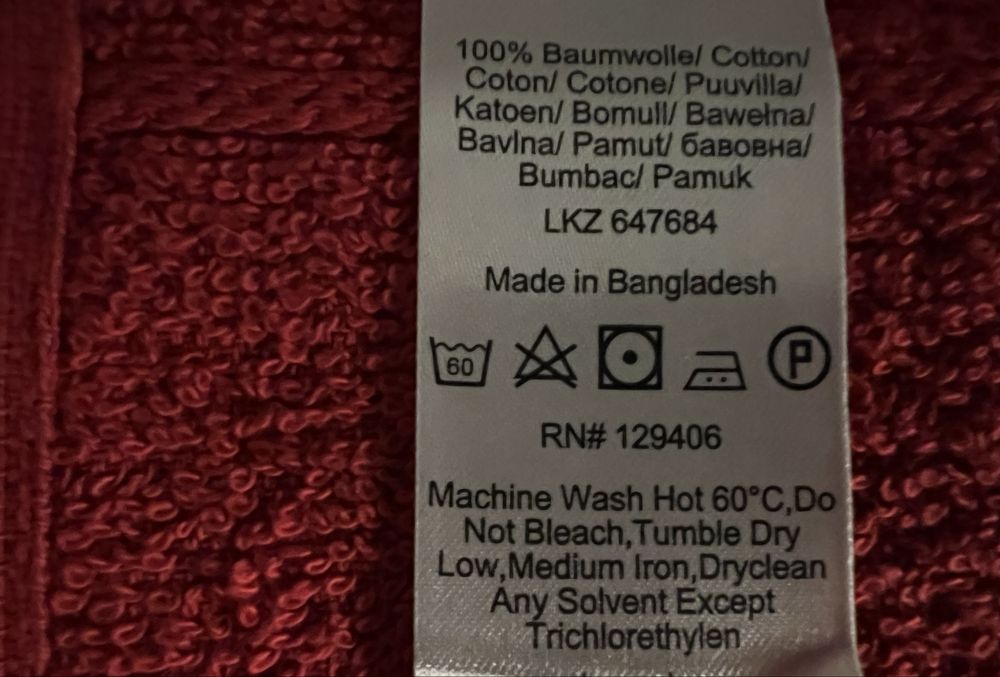 100% Baumwolle/ Cotton/
Coton/ Cotone/ Puuvilla/
Katoen/ Bomull/ Bawełna/
Bavlna/ Pamut/ бавовна/
Bumbac/ Pamuk
LKZ 647684
Made in Bangladesh
60 P
RN# 129406
Machine Wash Hot 60°C,Do
Not Bleach,Tumble Dry
Low,Medium Iron,Dryclean
Any Solvent Except
Trichlorethylen